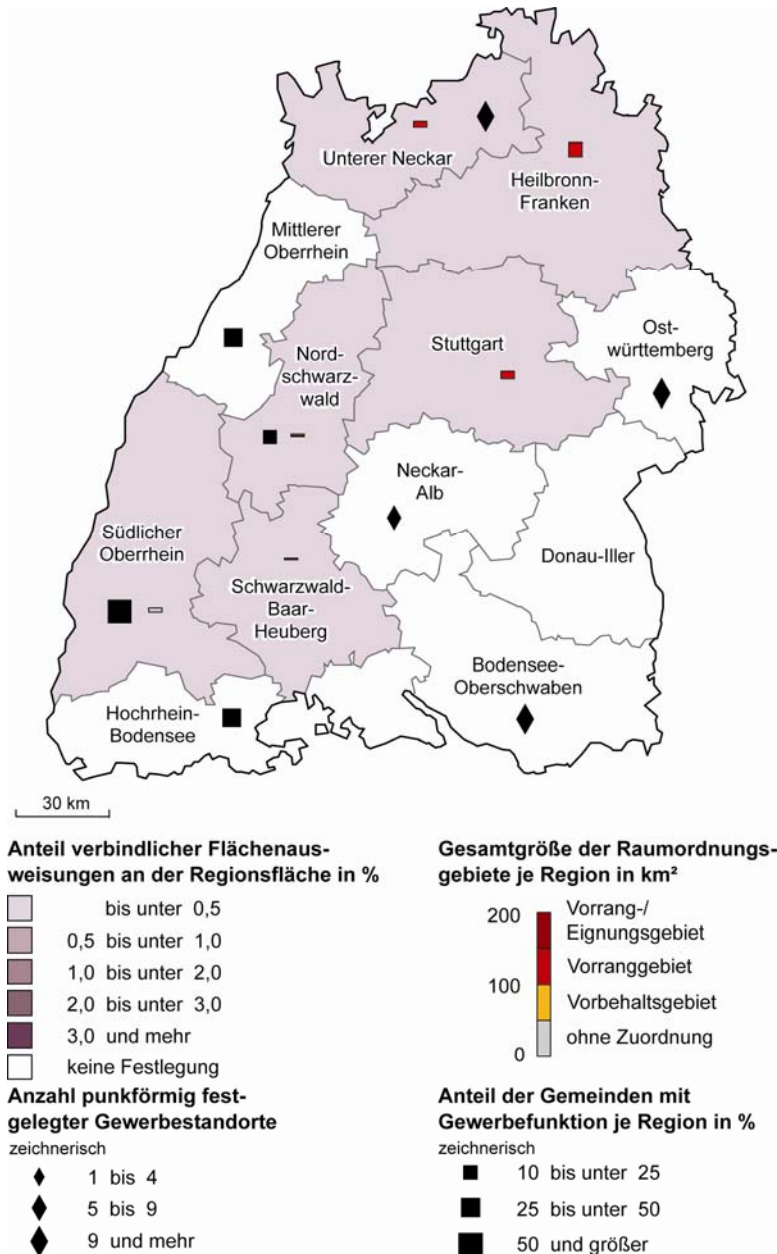 Unterer Neckar
Heilbronn-
Franken
Mittlerer
Oberrhein
Nord-
schwarz-
wald
Stuttgart
Ost-
württemberg
Neckar-
Alb
Südlicher
Oberrhein
Donau-Iller
Schwarzwald-
Baar-
Heuberg
Bodensee-
Oberschwaben
Hochrhein-
Bodensee
30 km
Anteil verbindlicher Flächenaus-
weisungen an der Regionsfläche in %
bis unter 0,5
0,5 bis unter 1,0
1,0 bis unter 2,0
2,0 bis unter 3,0
3,0 und mehr
keine Festlegung
Gesamtgröße der Raumordnungs-
gebiete je Region in km²
200
100
0
Vorrang-/
Eignungsgebiet
Vorranggebiet
Vorbehaltsgebiet
ohne Zuordnung
Anzahl punkförmig fest-
gelegter Gewerbestandorte
zeichnerisch
1 bis 4
5 bis 9
9 und mehr
Anteil der Gemeinden mit
Gewerbefunktion je Region in %
zeichnerisch
10 bis unter 25
25 bis unter 50
50 und größer